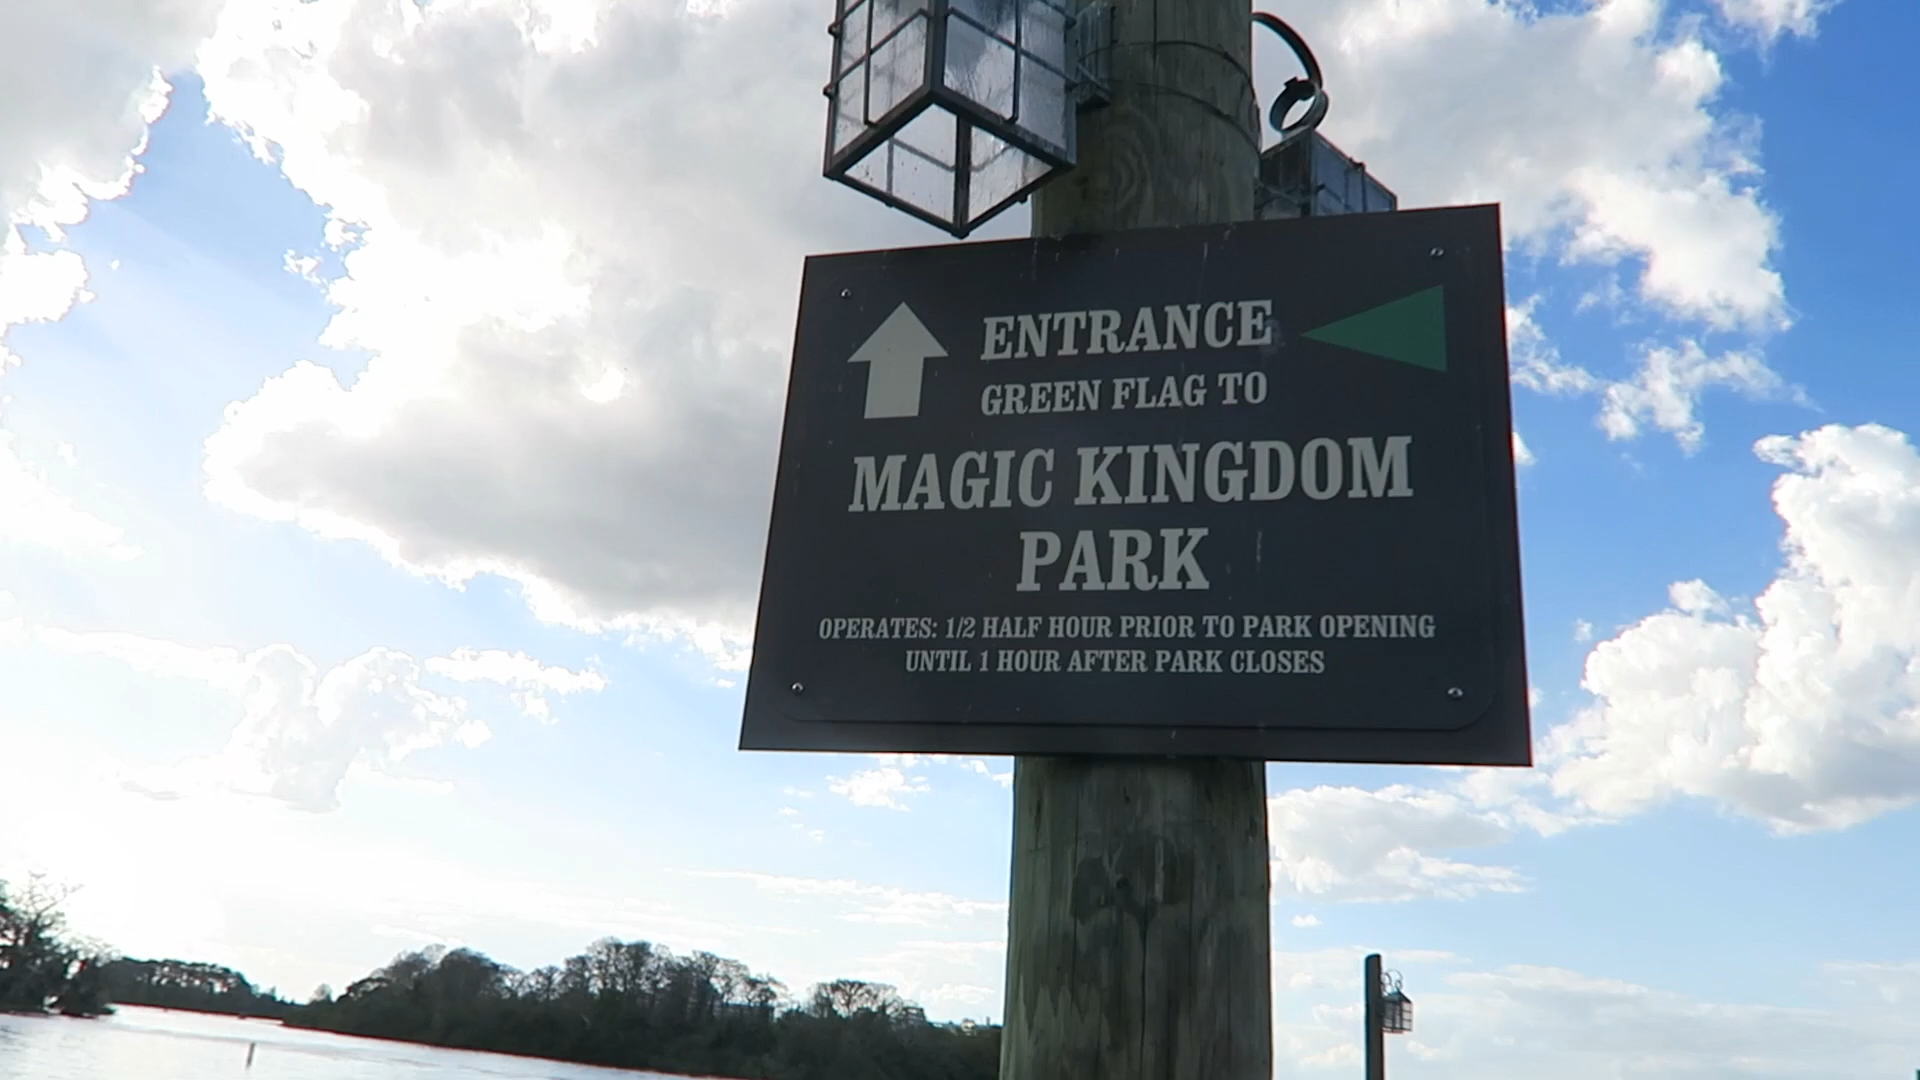 ENTRANCE
GREEN FLAG TO
MAGIC KINGDOM
PARK
OPERATES: 1/2 HALF HOUR PRIOR TO PARK OPENING
UNTIL 1 HOUR AFTER PARK CLOSES